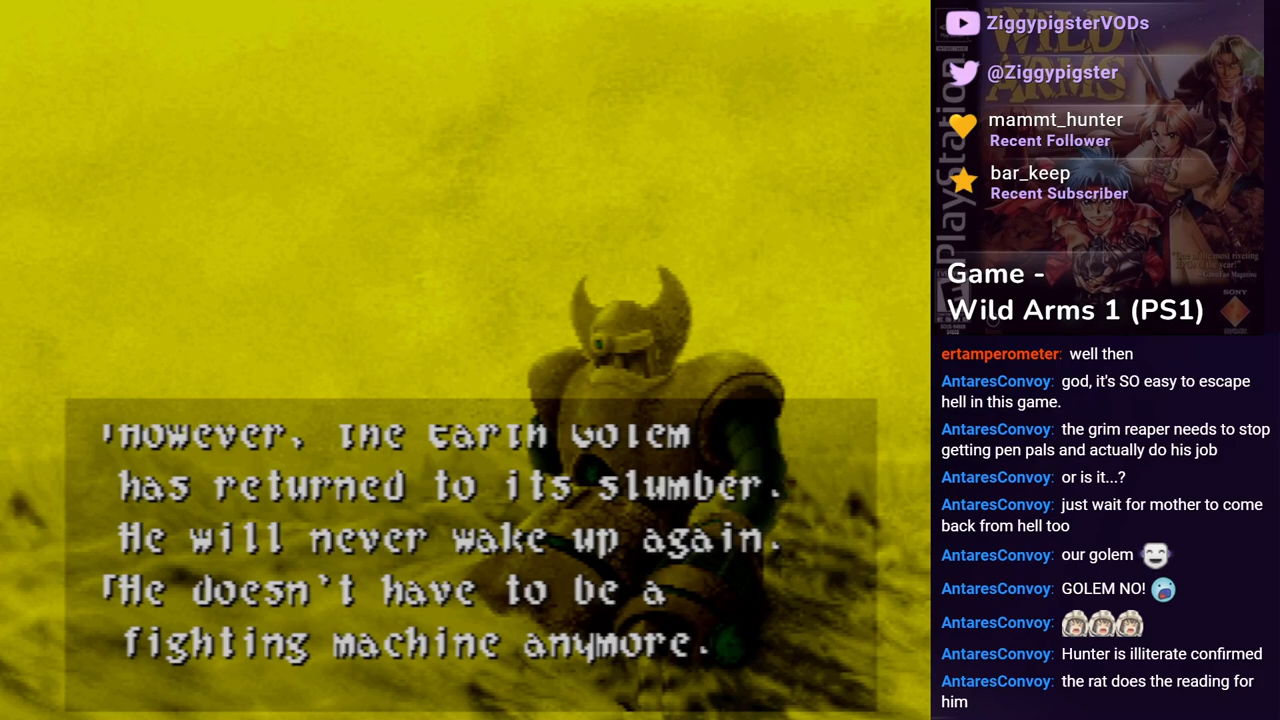 「However, the Earth Golem
has returned to its slumber.
He will never wake up again.
「He doesn't have to be a
fighting machine anymore.
ZiggypigsterVODs
@Ziggypigster
mammt_hunter
Recent Follower
bar_keep
Recent Subscriber
WILD
ARMS
PlayStation
SONY
Game -
Wild Arms 1 (PS1)
ertamperometer: well then
AntaresConvoy: god, it's SO easy to escape
hell in this game.
AntaresConvoy: the grim reaper needs to stop
getting pen pals and actually do his job
AntaresConvoy: or is it...?
AntaresConvoy: just wait for mother to come
back from hell too
AntaresConvoy: our golem
AntaresConvoy: GOLEM NO!
AntaresConvoy:
AntaresConvoy: Hunter is illiterate confirmed
AntaresConvoy: the rat does the reading for
him